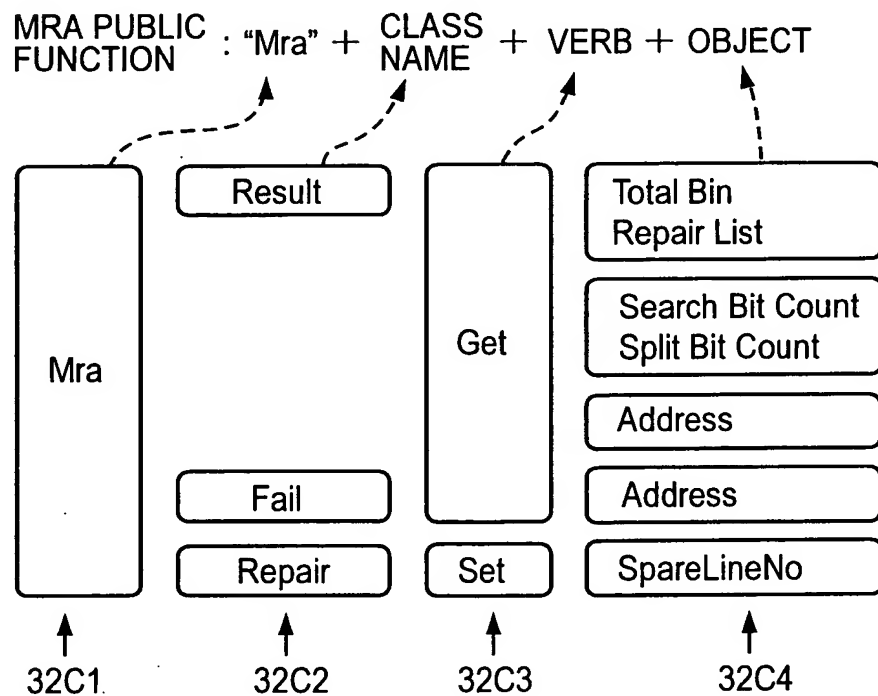 MRA PUBLIC FUNCTION : “Mra” + CLASS NAME + VERB + OBJECT
Mra
Result
Fail
Repair
Get
Set
Total Bin
Repair List
Search Bit Count
Split Bit Count
Address
Address
SpareLineNo
32C1
32C2
32C3
32C4